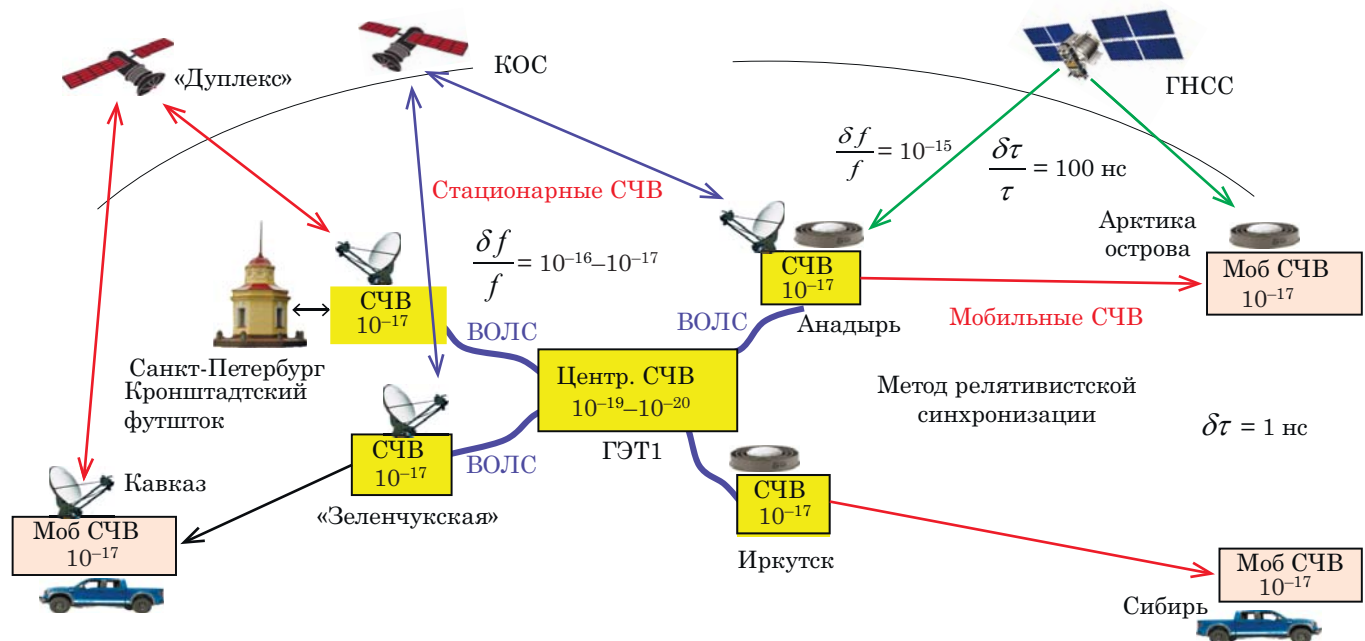 «Дуплекс»
КОС
ГНСС
δf/f = 10⁻¹⁵
δτ/τ = 100 нс
Стационарные СЧВ
δf/f = 10⁻¹⁶–10⁻¹⁷
Арктика
острова
СЧВ
10⁻¹⁷
Моб СЧВ
10⁻¹⁷
СЧВ
10⁻¹⁷
ВОЛС
ВОЛС
Анадырь
Мобильные СЧВ
Санкт-Петербург
Кронштадтский
футшток
Центр. СЧВ
10⁻¹⁹–10⁻²⁰
ГЭТ1
Метод релятивистской
синхронизации
δτ = 1 нс
СЧВ
10⁻¹⁷
ВОЛС
«Зеленчукская»
Кавказ
Моб СЧВ
10⁻¹⁷
СЧВ
10⁻¹⁷
Иркутск
Моб СЧВ
10⁻¹⁷
Сибирь